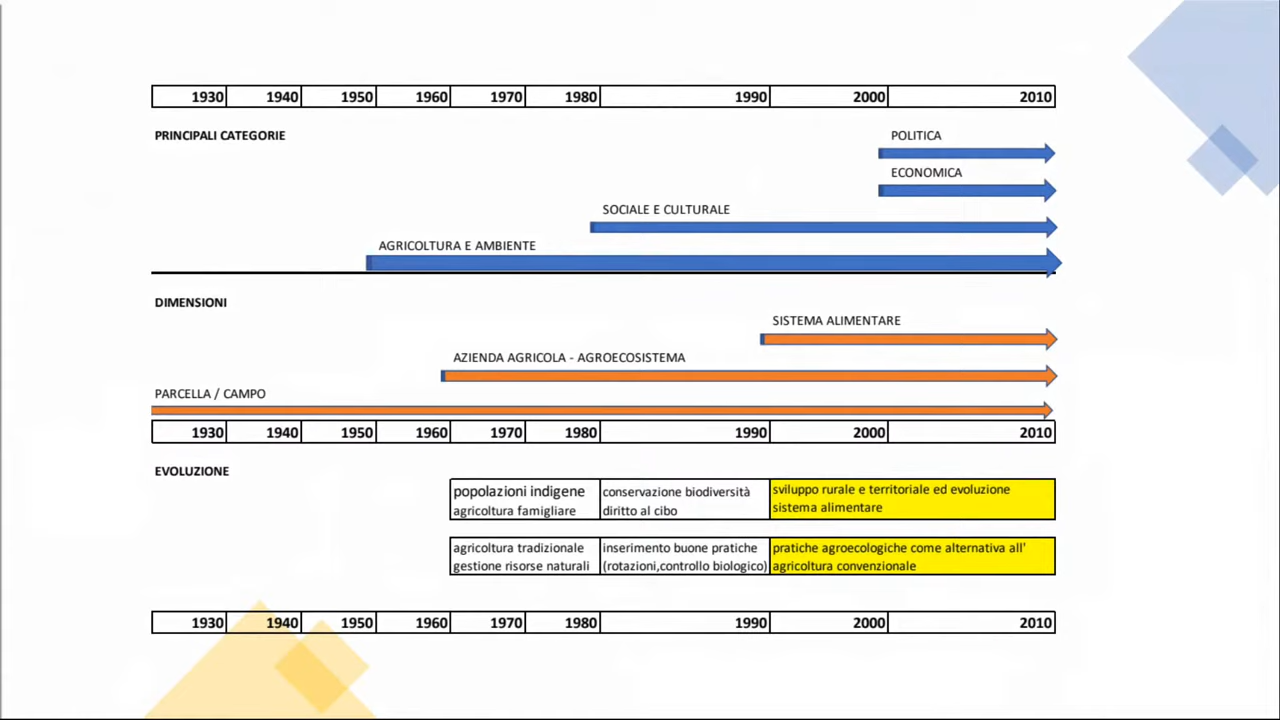 1930 1940 1950 1960 1970 1980 1990 2000 2010
PRINCIPALI CATEGORIE
POLITICA
ECONOMICA
SOCIALE E CULTURALE
AGRICOLTURA E AMBIENTE
DIMENSIONI
SISTEMA ALIMENTARE
AZIENDA AGRICOLA - AGROECOSISTEMA
PARCELLA / CAMPO
1930 1940 1950 1960 1970 1980 1990 2000 2010
EVOLUZIONE
popolazioni indigene
agricoltura famigliare
conservazione biodiversità
diritto al cibo
sviluppo rurale e territoriale ed evoluzione
sistema alimentare
agricoltura tradizionale
gestione risorse naturali
inserimento buone pratiche
(rotazioni,controllo biologico)
pratiche agroecologiche come alternativa all'
agricoltura convenzionale
1930 1940 1950 1960 1970 1980 1990 2000 2010